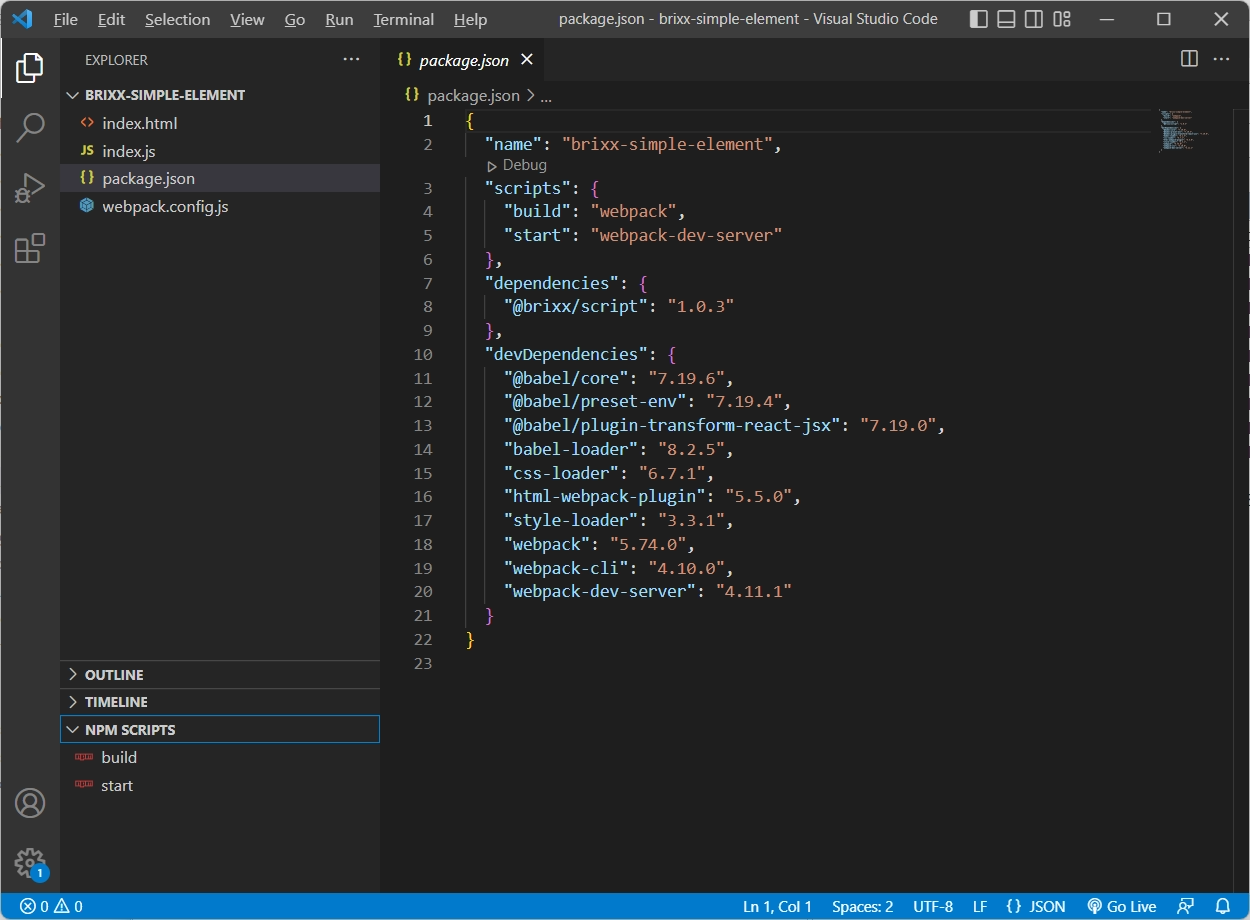 File Edit Selection View Go Run Terminal Help package.json - brixx-simple-element - Visual Studio Code
EXPLORER
BRIXX-SIMPLE-ELEMENT
<> index.html
JS index.js
{} package.json
webpack.config.js
OUTLINE
TIMELINE
NPM SCRIPTS
npm build
npm start
1
{} package.json
{} package.json > ...
1 {
2 "name": "brixx-simple-element",
Debug
3 "scripts": {
4 "build": "webpack",
5 "start": "webpack-dev-server"
6 },
7 "dependencies": {
8 "@brixx/script": "1.0.3"
9 },
10 "devDependencies": {
11 "@babel/core": "7.19.6",
12 "@babel/preset-env": "7.19.4",
13 "@babel/plugin-transform-react-jsx": "7.19.0",
14 "babel-loader": "8.2.5",
15 "css-loader": "6.7.1",
16 "html-webpack-plugin": "5.5.0",
17 "style-loader": "3.3.1",
18 "webpack": "5.74.0",
19 "webpack-cli": "4.10.0",
20 "webpack-dev-server": "4.11.1"
21 }
22 }
23
0 0 Ln 1, Col 1 Spaces: 2 UTF-8 LF {} JSON Go Live